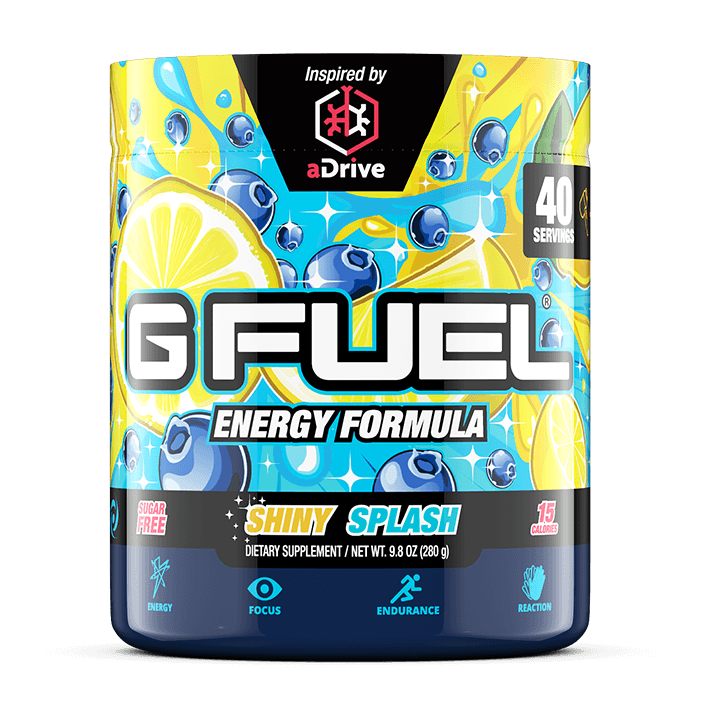 Inspired by
aDrive
40
SERVINGS
G FUEL®
ENERGY FORMULA
SUGAR
FREE
SHINY SPLASH
15
CALORIES
DIETARY SUPPLEMENT / NET WT. 9.8 OZ (280 g)
ENERGY
FOCUS
ENDURANCE
REACTION